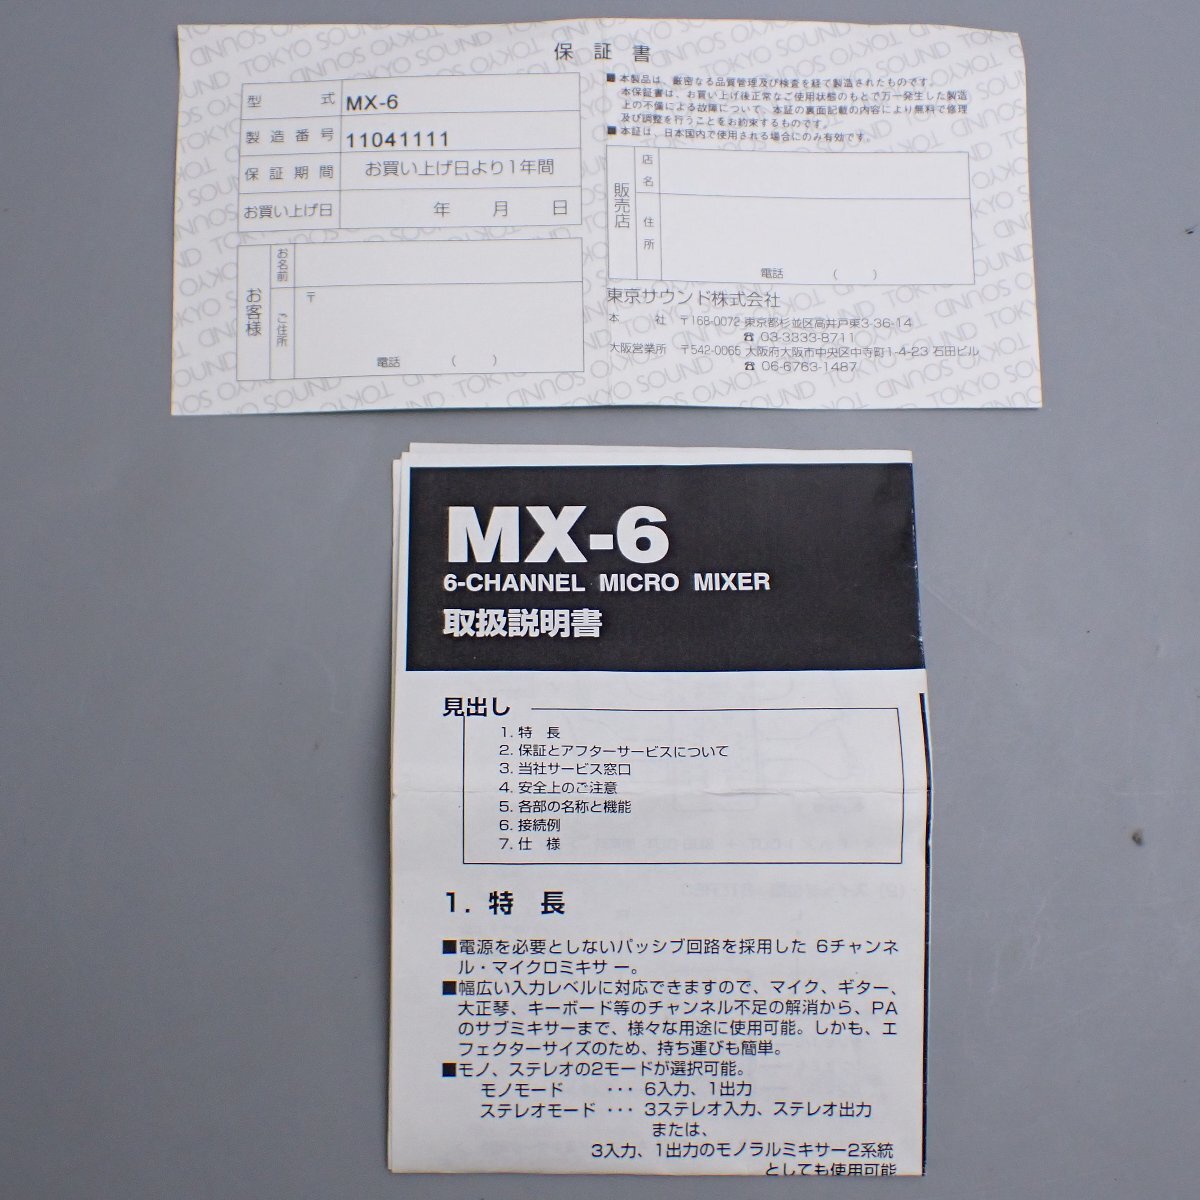 保証書
型式 MX-6
製造番号 11041111
保証期間 お買い上げ日より1年間
お買い上げ日 年 月 日
お客様
お名前
ご住所
〒
電話 ( )
■本製品は、厳密なる品質管理及び検査を経て製造されたものです。
本保証書は、お買い上げ後正常なご使用状態のもとで万一発生した製造
上の不備による故障について、本証の裏面記載の内容により無料で修理
及び調整を行うことをお約束するものです。
■本証は、日本国内で使用される場合にのみ有効です。
販売店
店名
住所
電話 ( )
東京サウンド株式会社
本社 〒168-0072 東京都杉並区高井戸東3-36-14
☎ 03-3333-8711
大阪営業所 〒542-0065 大阪府大阪市中央区中寺町1-4-23 石田ビル
☎ 06-6763-1487
TOKYO SOUND
MX-6
6-CHANNEL MICRO MIXER
取扱説明書
見出し
1. 特 長
2. 保証とアフターサービスについて
3. 当社サービス窓口
4. 安全上のご注意
5. 各部の名称と機能
6. 接続例
7. 仕 様
1. 特 長
■電源を必要としないパッシブ回路を採用した 6チャンネ
ル・マイクロミキサー。
■幅広い入力レベルに対応できますので、マイク、ギター、
大正琴、キーボード等のチャンネル不足の解消から、PA
のサブミキサーまで、様々な用途に使用可能。しかも、エ
フェクターサイズのため、持ち運びも簡単。
■モノ、ステレオの2モードが選択可能。
モノモード ・・・ 6入力、1出力
ステレオモード ・・・ 3ステレオ入力、ステレオ出力
または、
3入力、1出力のモノラルミキサー2系統
としても使用可能